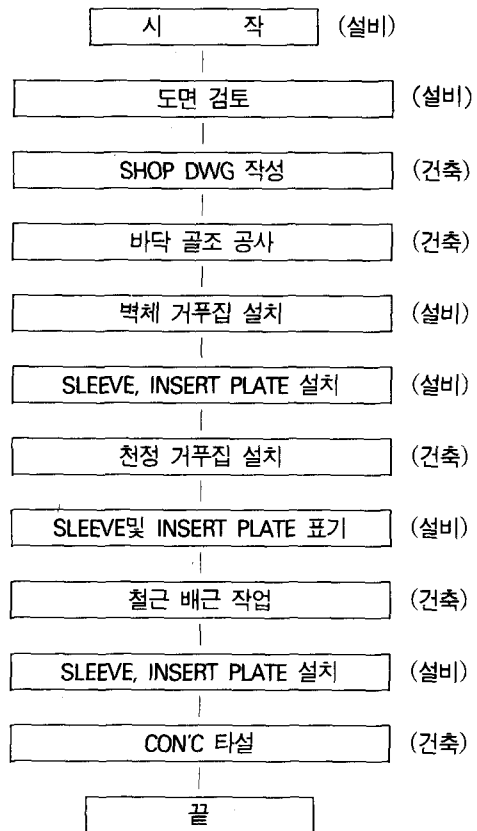 시 작 (설비)
도면 검토 (설비)
SHOP DWG 작성 (건축)
바닥 골조 공사 (건축)
벽체 거푸집 설치 (설비)
SLEEVE, INSERT PLATE 설치 (설비)
천정 거푸집 설치 (건축)
SLEEVE및 INSERT PLATE 표기 (설비)
철근 배근 작업 (건축)
SLEEVE, INSERT PLATE 설치 (설비)
CON'C 타설 (건축)
끝